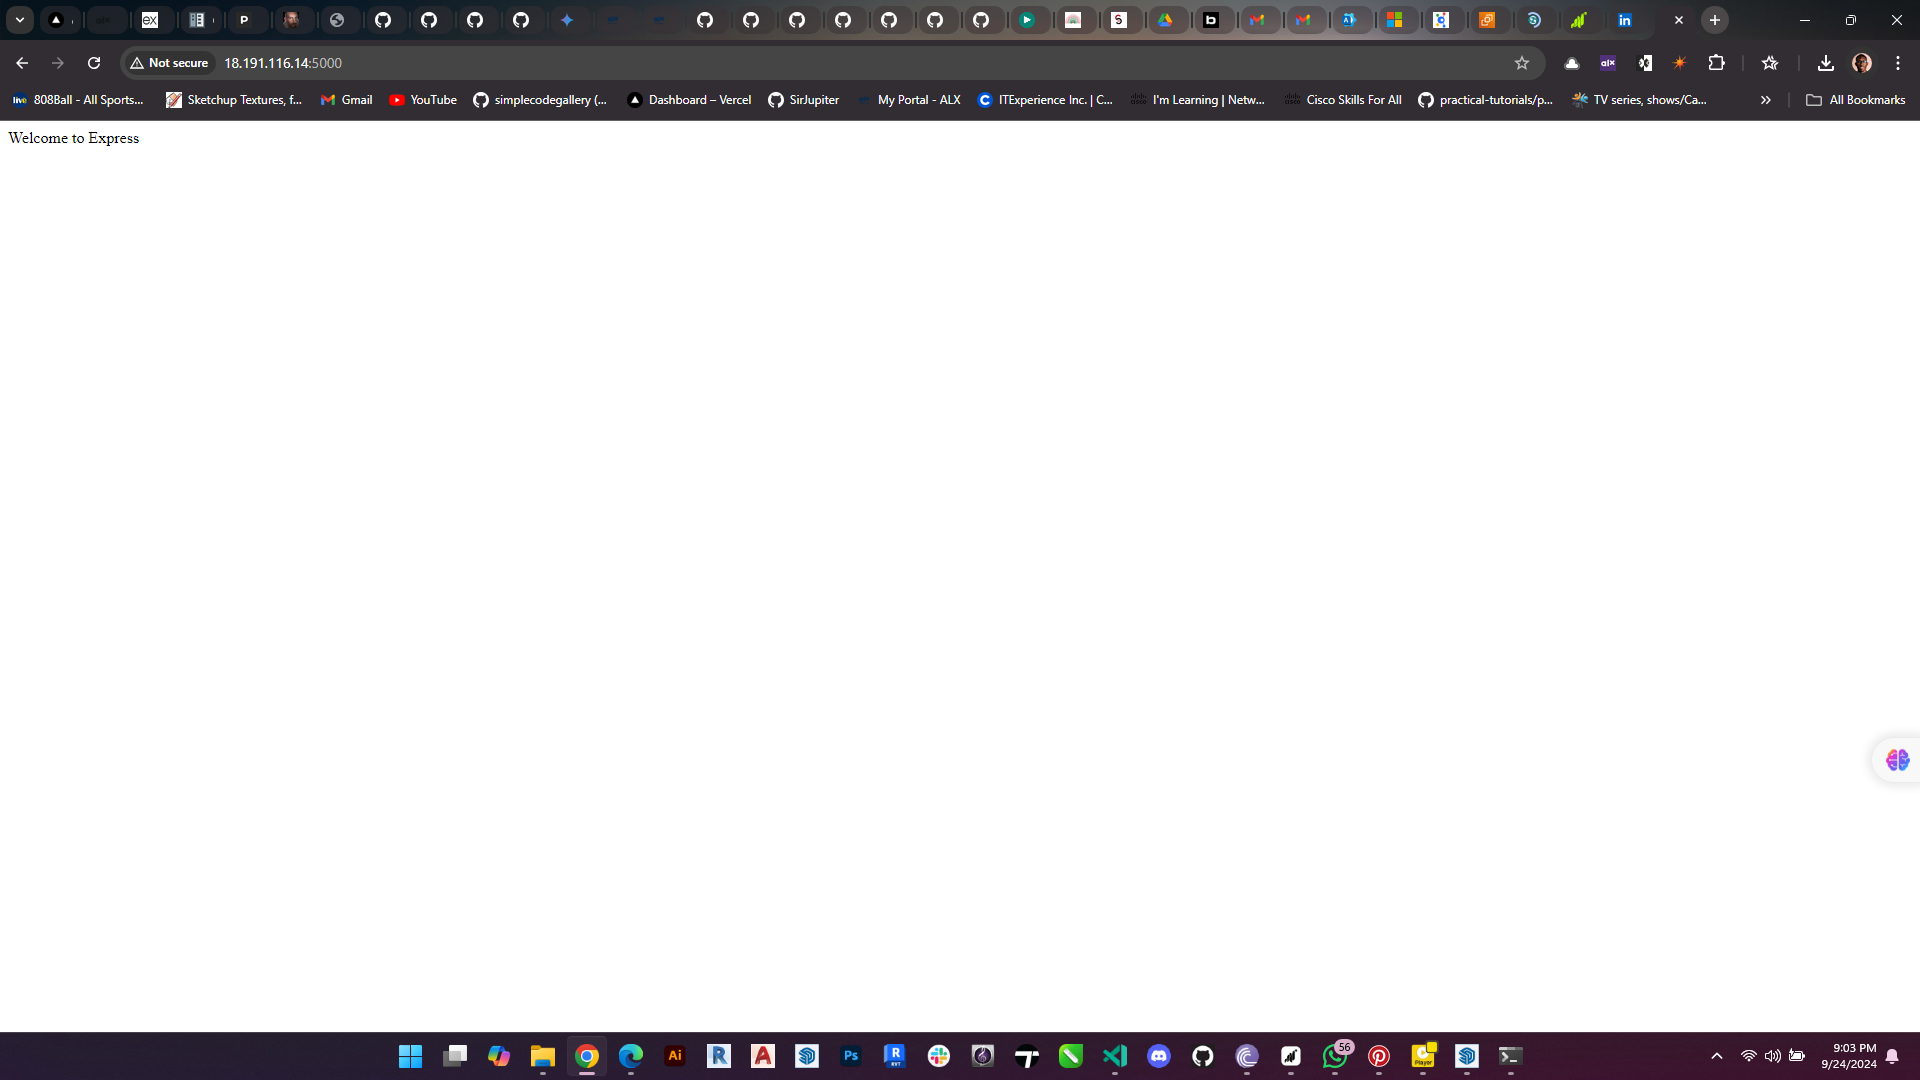 Not secure 18.191.116.14:5000
808Ball - All Sports... Sketchup Textures, f... Gmail YouTube simplecodegallery (... Dashboard – Vercel SirJupiter My Portal - ALX ITExperience Inc. | C... I'm Learning | Netw... Cisco Skills For All practical-tutorials/p... TV series, shows/Ca... All Bookmarks
Welcome to Express
56
9:03 PM
9/24/2024